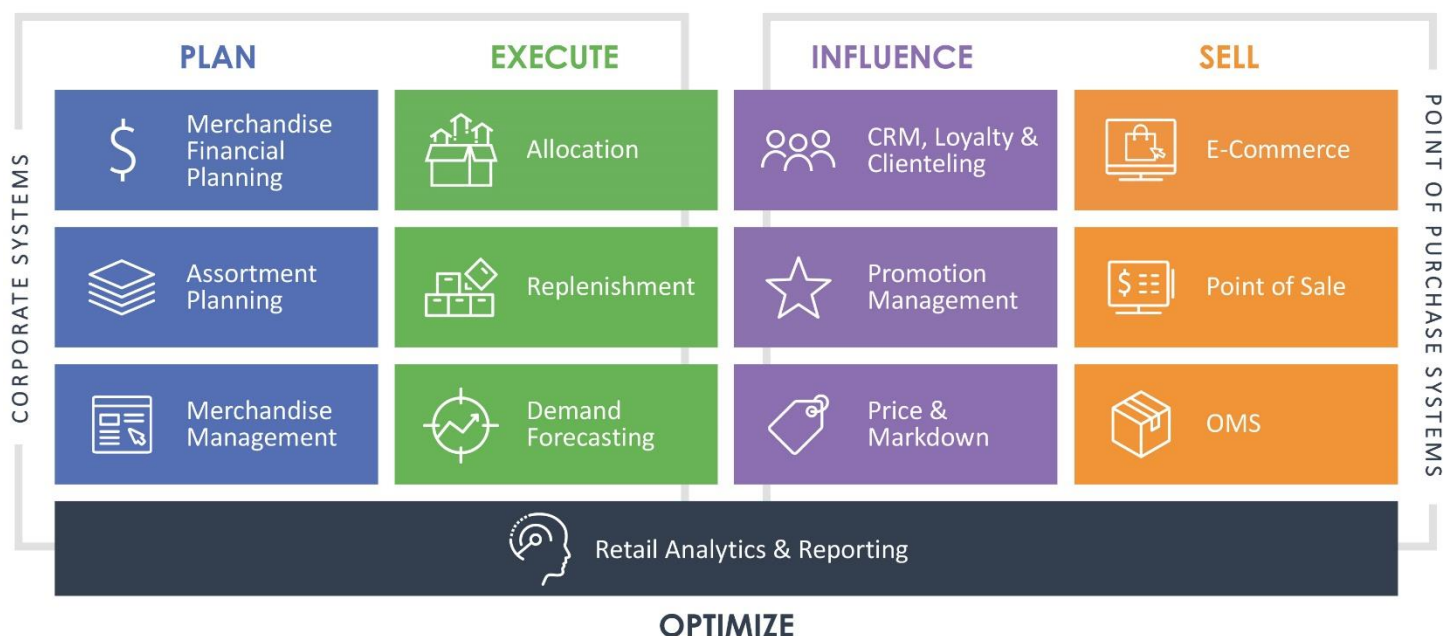 PLAN
EXECUTE
INFLUENCE
SELL
CORPORATE SYSTEMS
Merchandise
Financial
Planning
Allocation
CRM, Loyalty &
Clienteling
E-Commerce
Assortment
Planning
Replenishment
Promotion
Management
$
Point of Sale
Merchandise
Management
Demand
Forecasting
Price &
Markdown
OMS
POINT OF PURCHASE SYSTEMS
Retail Analytics & Reporting
OPTIMIZE